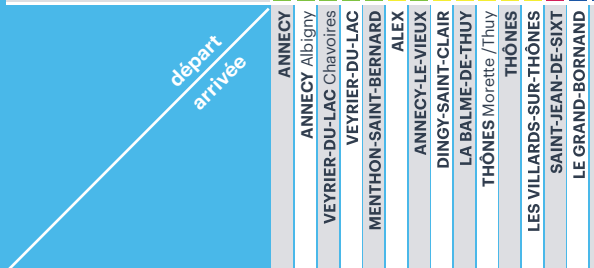 départ
arrivée
ANNECY
ANNECY Albigny
VEYRIER-DU-LAC Chavoires
VEYRIER-DU-LAC
MENTHON-SAINT-BERNARD
ALEX
ANNECY-LE-VIEUX
DINGY-SAINT-CLAIR
LA BALME-DE-THUY
THÔNES Morette /Thuy
THÔNES
LES VILLARDS-SUR-THÔNES
SAINT-JEAN-DE-SIXT
LE GRAND-BORNAND